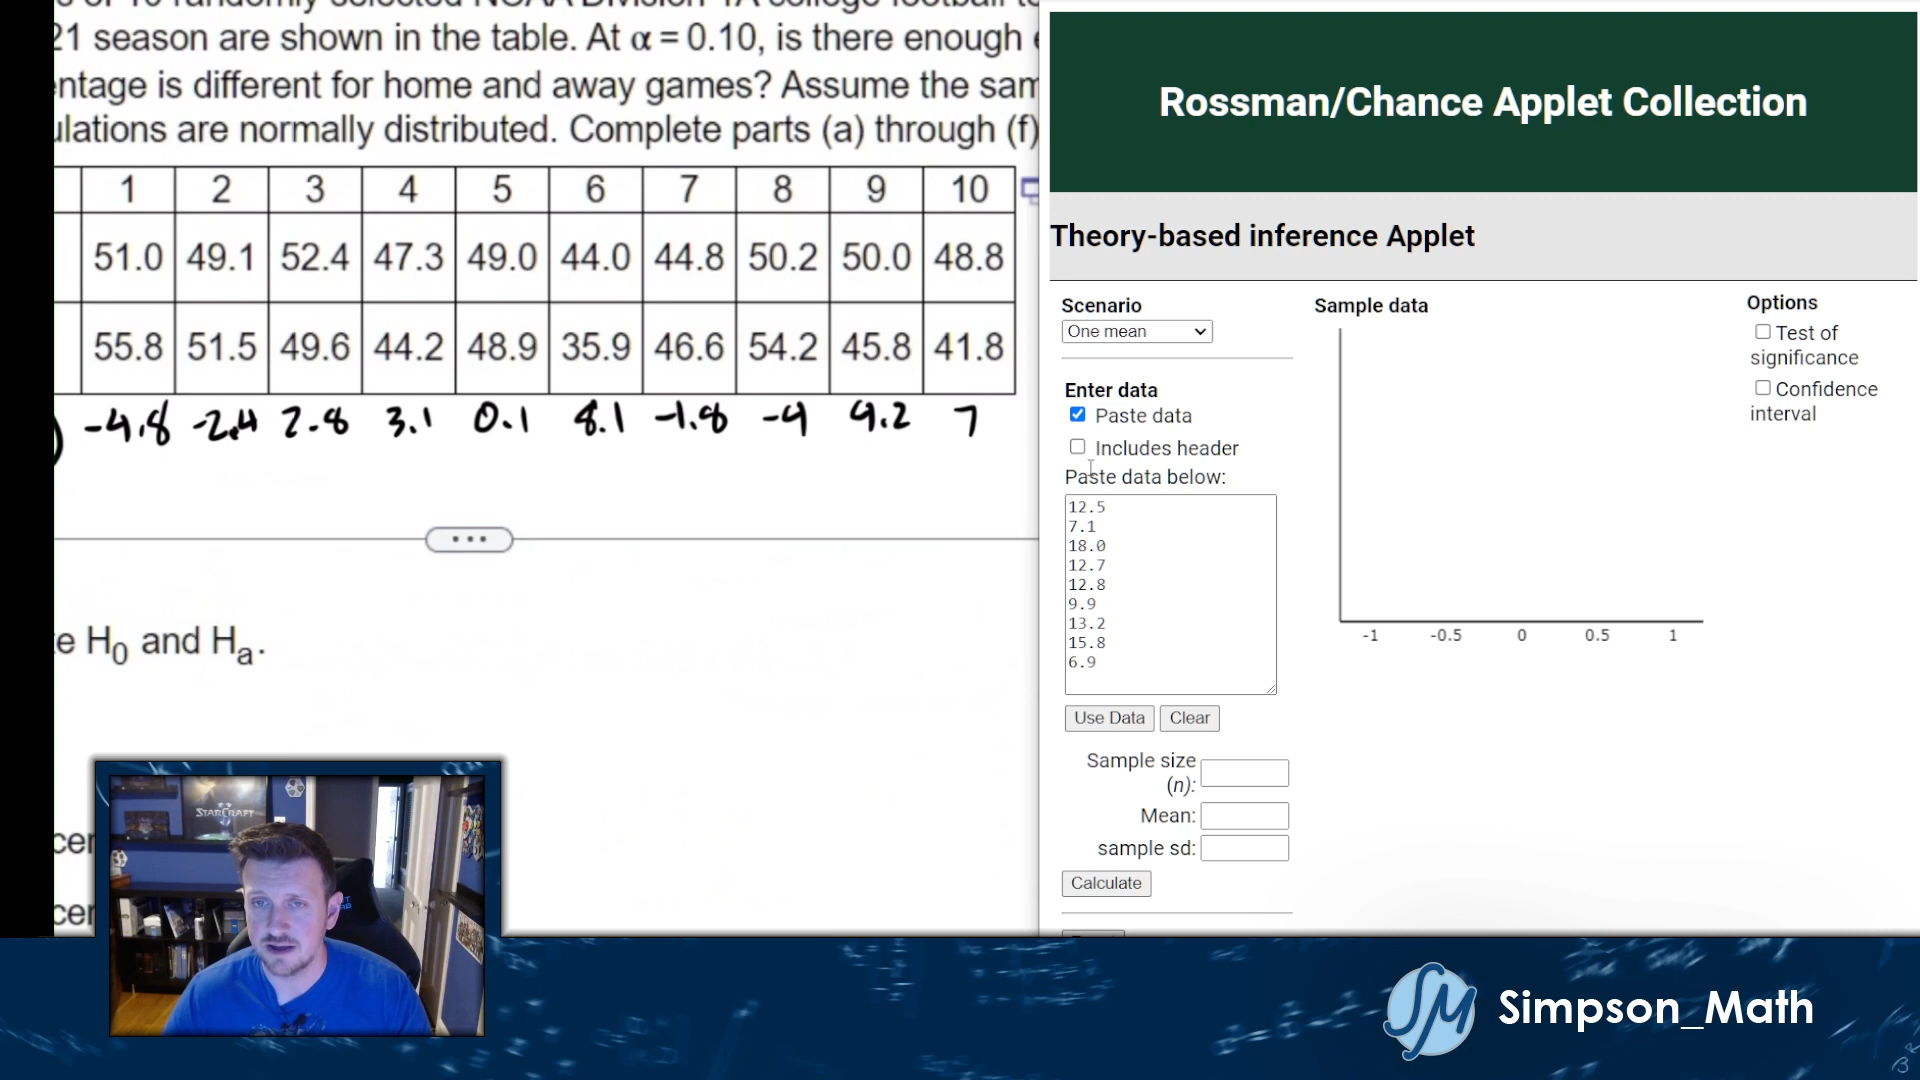 21 season are shown in the table. At α = 0.10, is there enough
ntage is different for home and away games? Assume the sam
ulations are normally distributed. Complete parts (a) through (f)
1 2 3 4 5 6 7 8 9 10
51.0 49.1 52.4 47.3 49.0 44.0 44.8 50.2 50.0 48.8
55.8 51.5 49.6 44.2 48.9 35.9 46.6 54.2 45.8 41.8
) -4.8 -2.4 2.8 3.1 0.1 8.1 -1.8 -4 4.2 7
te H0 and Ha.
cen
cen
STARCRAFT
Rossman/Chance Applet Collection
Theory-based inference Applet
Scenario
One mean
Enter data
Paste data
Includes header
Paste data below:
12.5
7.1
18.0
12.7
12.8
9.9
13.2
15.8
6.9
Use Data Clear
Sample size
(n):
Mean:
sample sd:
Calculate
Sample data
-1 -0.5 0 0.5 1
Options
Test of
significance
Confidence
interval
SM Simpson_Math